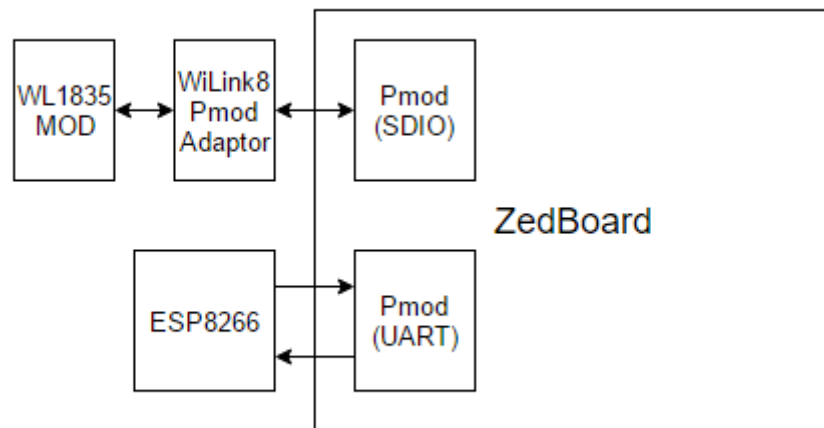 WL1835
MOD
WiLink8
Pmod
Adaptor
Pmod
(SDIO)
ZedBoard
ESP8266
Pmod
(UART)